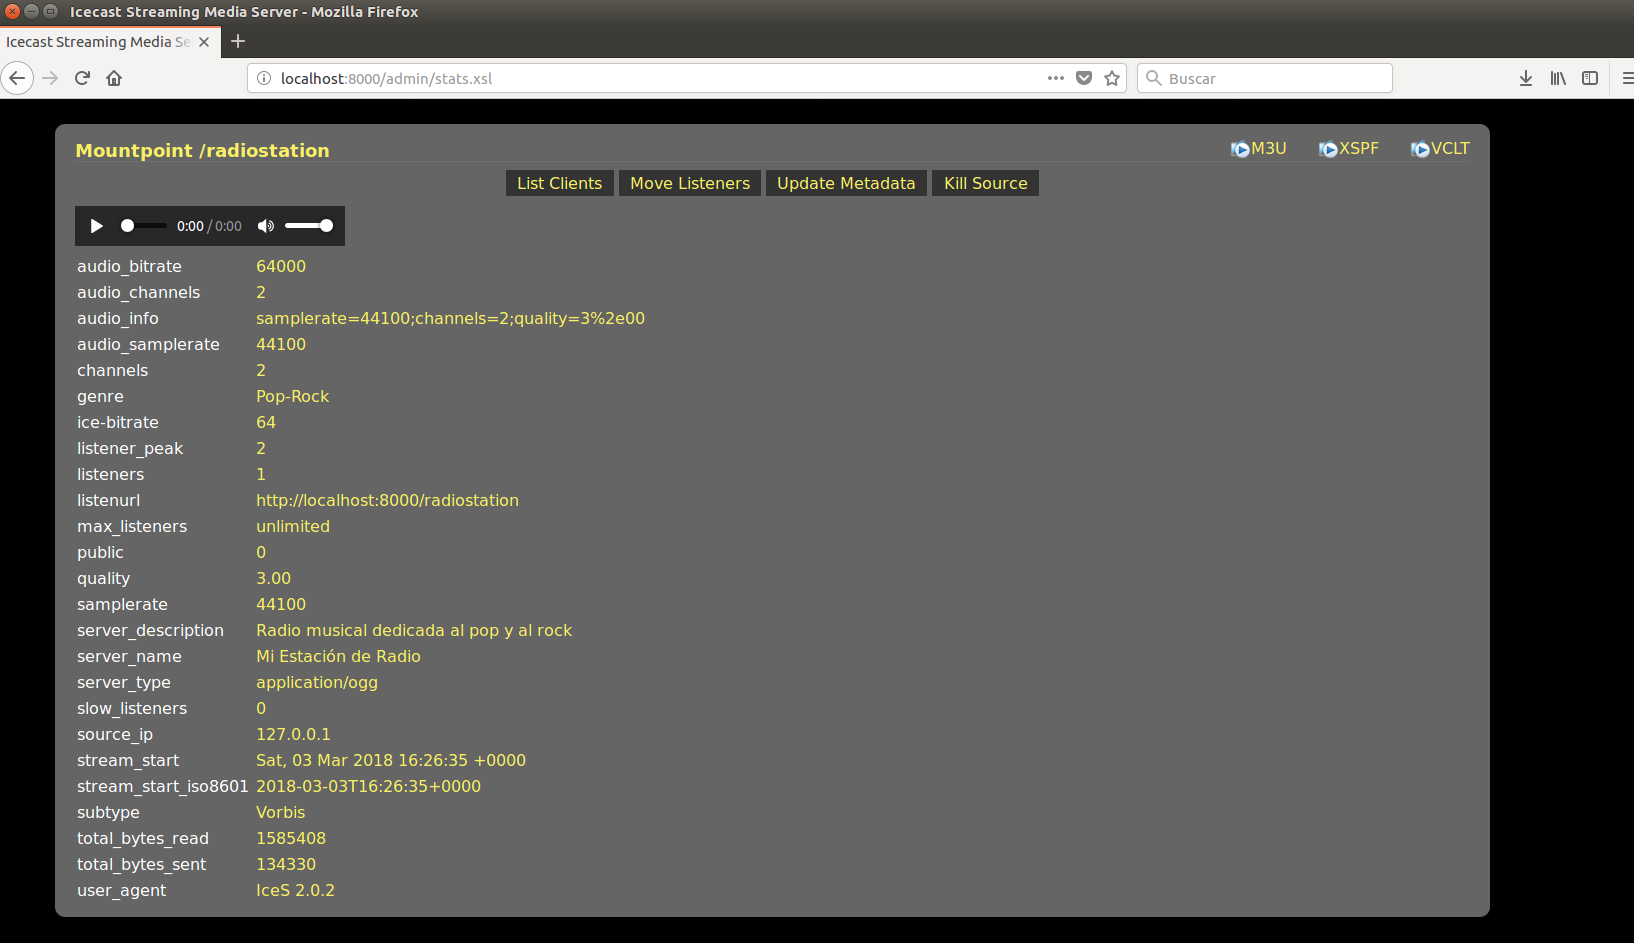 Icecast Streaming Media Server - Mozilla Firefox
Icecast Streaming Media Se
localhost:8000/admin/stats.xsl
Buscar
Mountpoint /radiostation
M3U XSPF VCLT
List Clients Move Listeners Update Metadata Kill Source
0:00 / 0:00
audio_bitrate 64000
audio_channels 2
audio_info samplerate=44100;channels=2;quality=3%2e00
audio_samplerate 44100
channels 2
genre Pop-Rock
ice-bitrate 64
listener_peak 2
listeners 1
listenurl http://localhost:8000/radiostation
max_listeners unlimited
public 0
quality 3.00
samplerate 44100
server_description Radio musical dedicada al pop y al rock
server_name Mi Estación de Radio
server_type application/ogg
slow_listeners 0
source_ip 127.0.0.1
stream_start Sat, 03 Mar 2018 16:26:35 +0000
stream_start_iso8601 2018-03-03T16:26:35+0000
subtype Vorbis
total_bytes_read 1585408
total_bytes_sent 134330
user_agent IceS 2.0.2